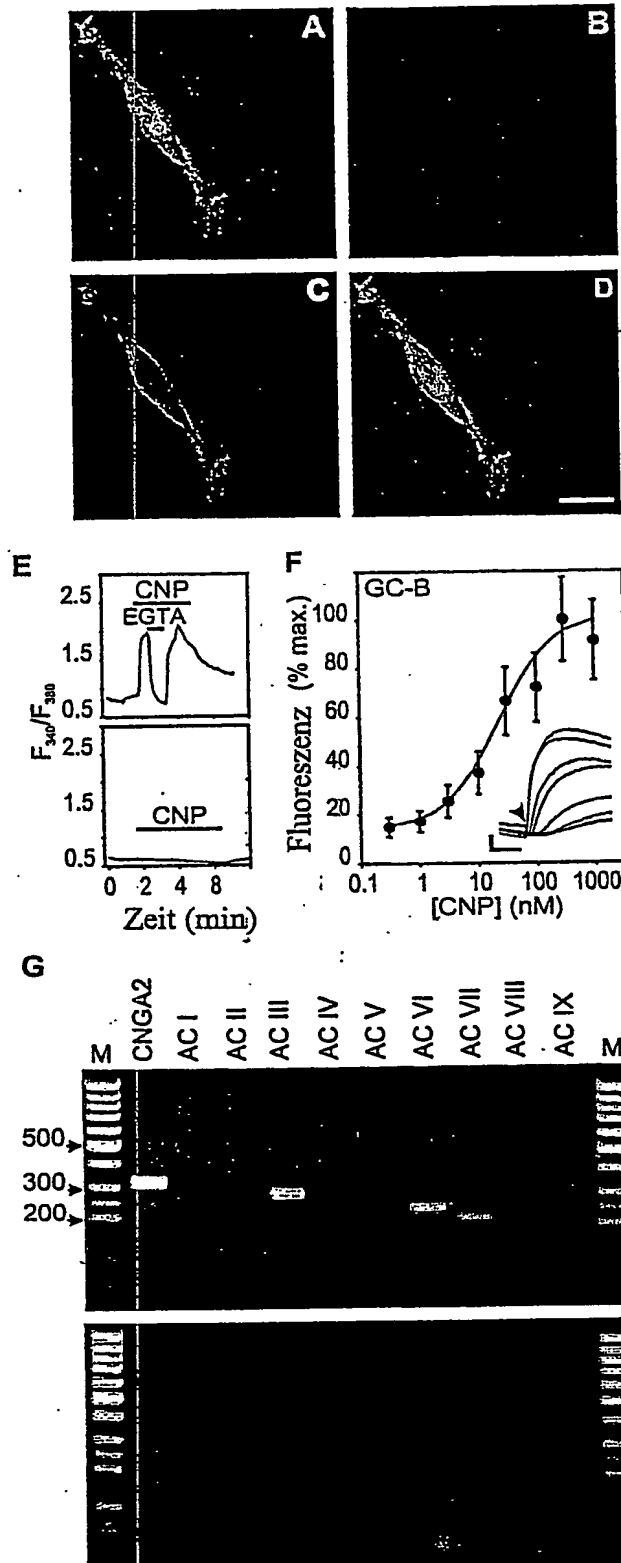 A
B
C
D
E
CNP
EGTA
2.5
1.5
0.5
F340/F380
CNP
2.5
1.5
0.5
0 2 4 8
Zeit (min)
F
GC-B
Fluoreszenz (% max.)
100
80
60
40
20
0
0.1 1 10 100 1000
[CNP] (nM)
G
M CNGA2 AC I AC II AC III AC IV AC V AC VI AC VII AC VIII AC IX M
500
300
200